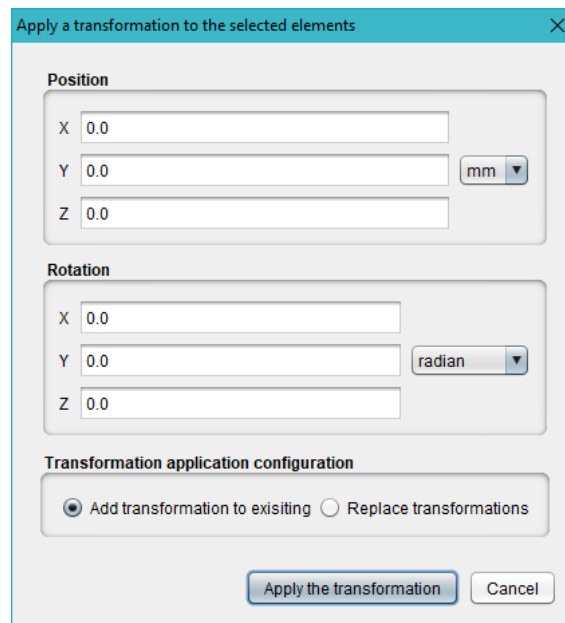 Apply a transformation to the selected elements
Position
X 0.0
Y 0.0 mm
Z 0.0
Rotation
X 0.0
Y 0.0 radian
Z 0.0
Transformation application configuration
Add transformation to exisiting Replace transformations
Apply the transformation Cancel